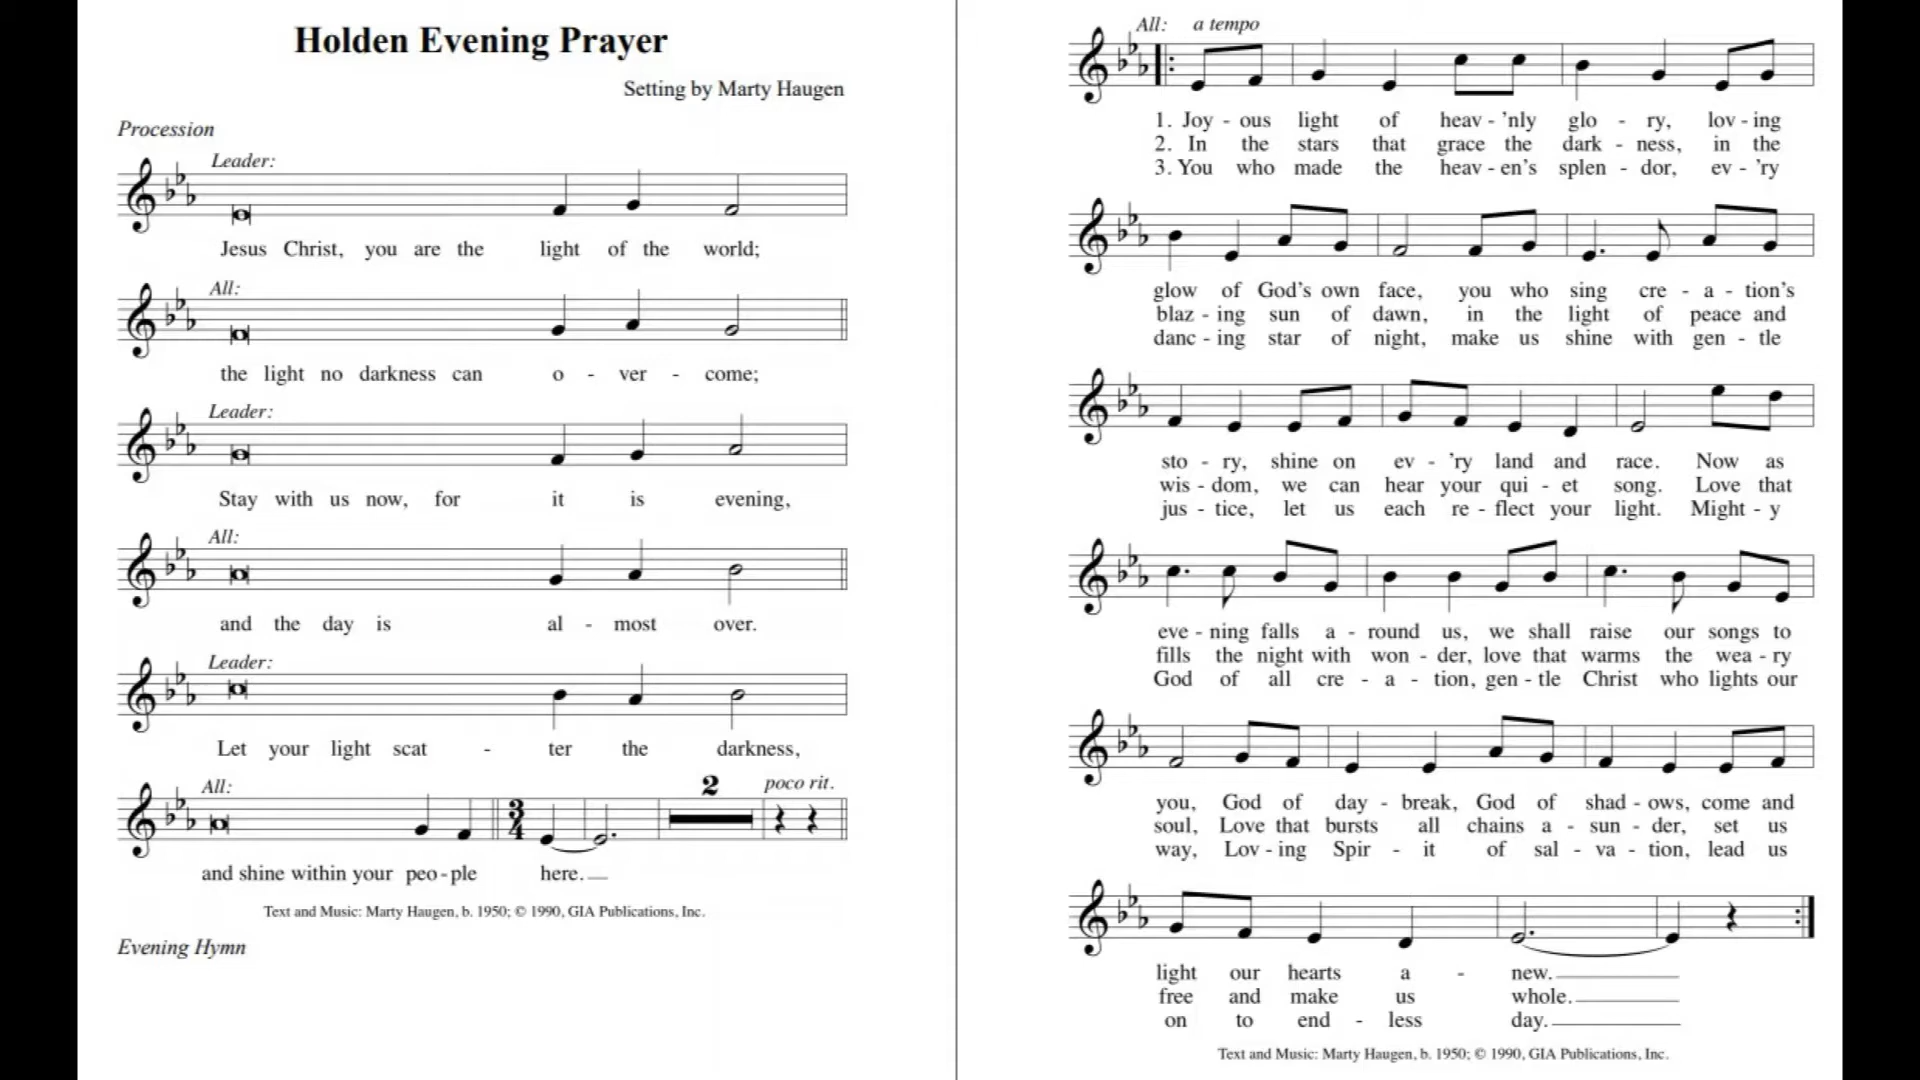 Holden Evening Prayer
Setting by Marty Haugen
Procession
Leader:
Jesus Christ, you are the light of the world;
All:
the light no darkness can o - ver - come;
Leader:
Stay with us now, for it is evening,
All:
and the day is al - most over.
Leader:
Let your light scat - ter the darkness,
All: 2 poco rit.
3
4
and shine within your peo - ple here.
Text and Music: Marty Haugen, b. 1950; © 1990, GIA Publications, Inc.
Evening Hymn
All: a tempo
1. Joy - ous light of heav - 'nly glo - ry, lov - ing
2. In the stars that grace the dark - ness, in the
3. You who made the heav - en's splen - dor, ev - 'ry
glow of God's own face, you who sing cre - a - tion's
blaz - ing sun of dawn, in the light of peace and
danc - ing star of night, make us shine with gen - tle
sto - ry, shine on ev - 'ry land and race. Now as
wis - dom, we can hear your qui - et song. Love that
jus - tice, let us each re - flect your light. Might - y
eve - ning falls a - round us, we shall raise our songs to
fills the night with won - der, love that warms the wea - ry
God of all cre - a - tion, gen - tle Christ who lights our
you, God of day - break, God of shad - ows, come and
soul, Love that bursts all chains a - sun - der, set us
way, Lov - ing Spir - it of sal - va - tion, lead us
light our hearts a - new.
free and make us whole.
on to end - less day.
Text and Music: Marty Haugen, b. 1950; © 1990, GIA Publications, Inc.